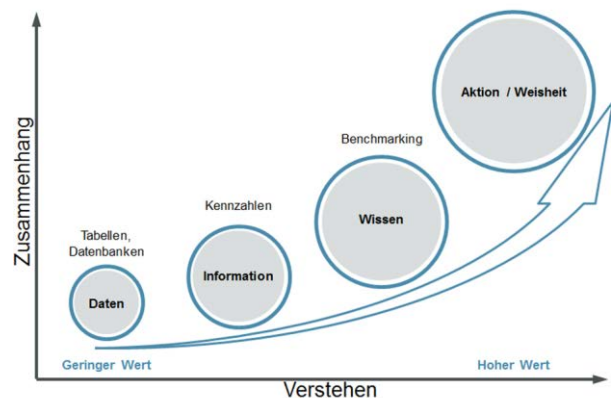 Zusammenhang
Aktion / Weisheit
Benchmarking
Wissen
Kennzahlen
Information
Tabellen,
Datenbanken
Daten
Geringer Wert
Hoher Wert
Verstehen